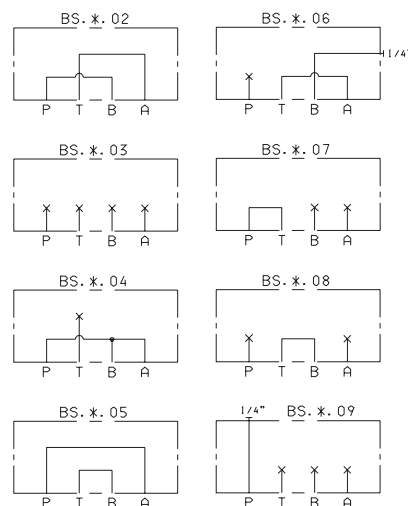 BS.*.02
P T B A
BS.*.03
P T B A
BS.*.04
P T B A
BS.*.05
P T B A
BS.*.06
1/4"
P T B A
BS.*.07
P T B A
BS.*.08
P T B A
1/4" BS.*.09
P T B A